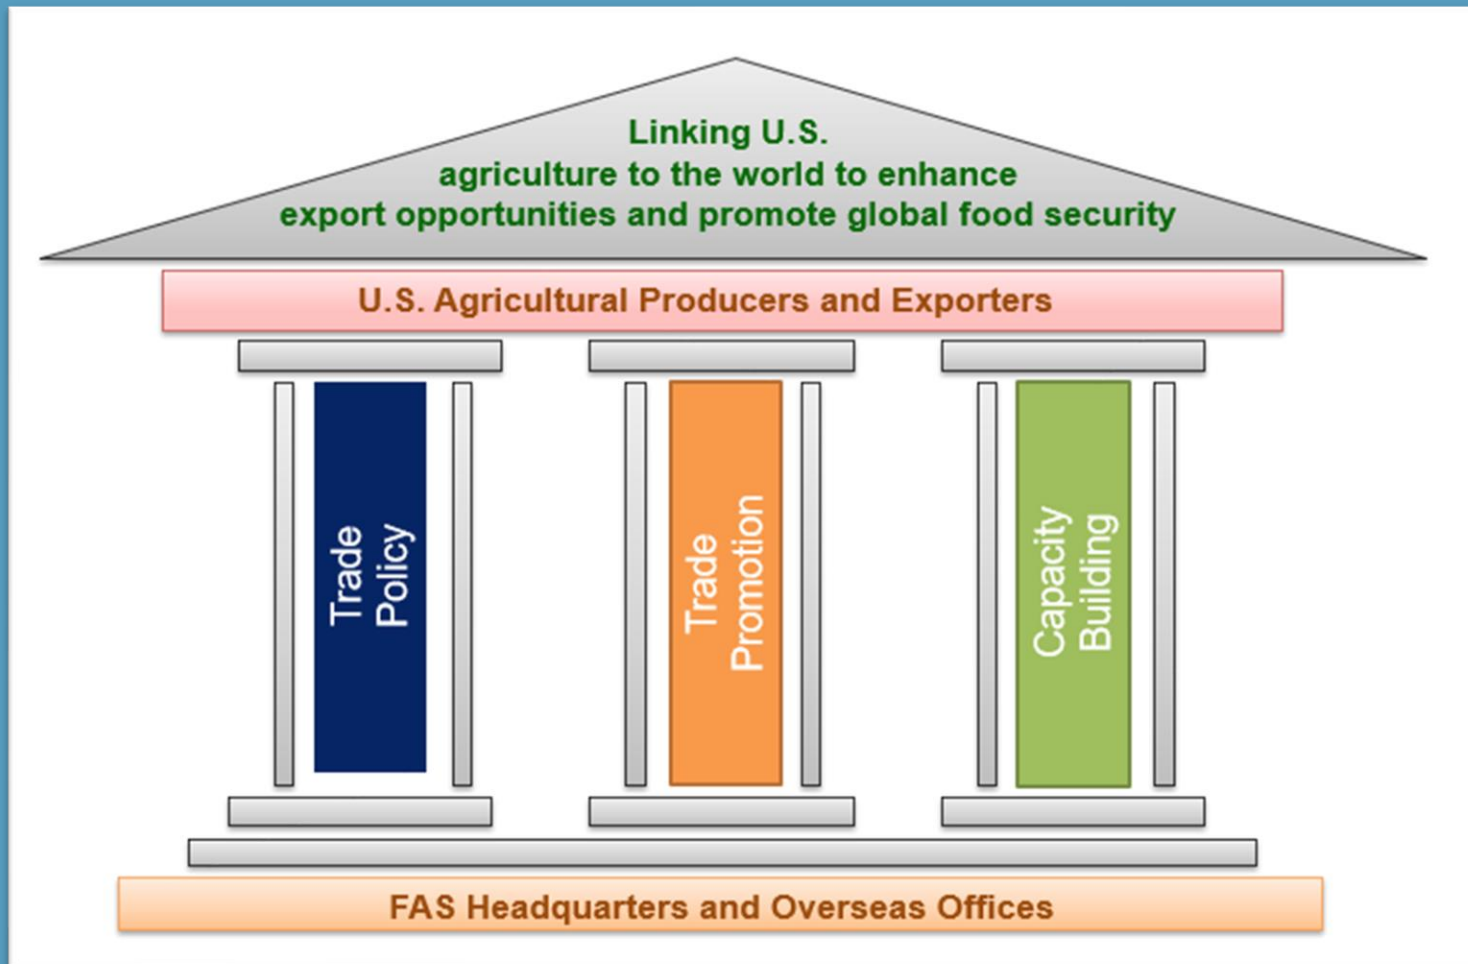 Linking U.S.
agriculture to the world to enhance
export opportunities and promote global food security
U.S. Agricultural Producers and Exporters
Trade
Policy
Trade
Promotion
Capacity
Building
FAS Headquarters and Overseas Offices